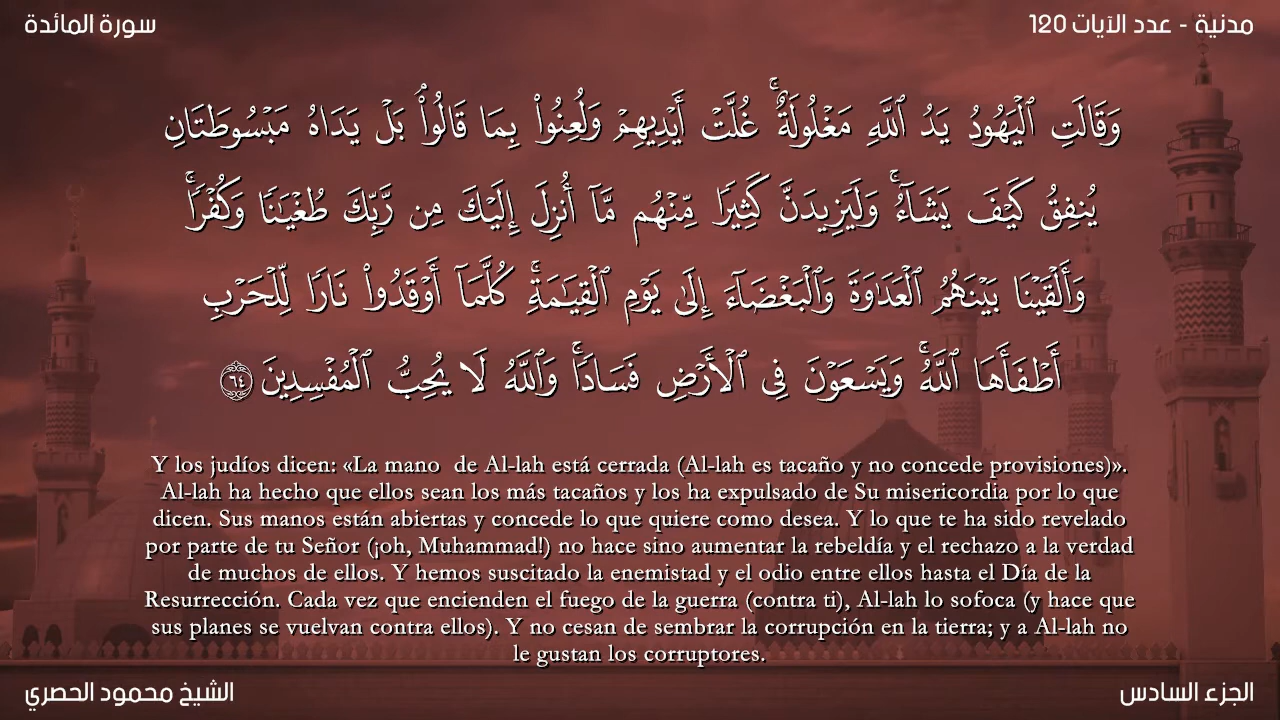 مدنية - عدد الآيات 120
سورة المائدة
وَقَالَتِ ٱلْيَهُودُ يَدُ ٱللَّهِ مَغْلُولَةٌ ۚ غُلَّتْ أَيْدِيهِمْ وَلُعِنُوا۟ بِمَا قَالُوا۟ ۘ بَلْ يَدَاهُ مَبْسُوطَتَانِ
يُنفِقُ كَيْفَ يَشَآءُ ۚ وَلَيَزِيدَنَّ كَثِيرًا مِّنْهُم مَّآ أُنزِلَ إِلَيْكَ مِن رَّبِّكَ طُغْيَـٰنًا وَكُفْرًا ۚ
وَأَلْقَيْنَا بَيْنَهُمُ ٱلْعَدَٰوَةَ وَٱلْبَغْضَآءَ إِلَىٰ يَوْمِ ٱلْقِيَـٰمَةِ ۚ كُلَّمَآ أَوْقَدُوا۟ نَارًا لِّلْحَرْبِ
أَطْفَأَهَا ٱللَّهُ ۚ وَيَسْعَوْنَ فِى ٱلْأَرْضِ فَسَادًا ۚ وَٱللَّهُ لَا يُحِبُّ ٱلْمُفْسِدِينَ ٦٤
Y los judíos dicen: «La mano  de Al-lah está cerrada (Al-lah es tacaño y no concede provisiones)».
Al-lah ha hecho que ellos sean los más tacaños y los ha expulsado de Su misericordia por lo que
dicen. Sus manos están abiertas y concede lo que quiere como desea. Y lo que te ha sido revelado
por parte de tu Señor (¡oh, Muhammad!) no hace sino aumentar la rebeldía y el rechazo a la verdad
de muchos de ellos. Y hemos suscitado la enemistad y el odio entre ellos hasta el Día de la
Resurrección. Cada vez que encienden el fuego de la guerra (contra ti), Al-lah lo sofoca (y hace que
sus planes se vuelvan contra ellos). Y no cesan de sembrar la corrupción en la tierra; y a Al-lah no
le gustan los corruptores.
الجزء السادس
الشيخ محمود الحصري